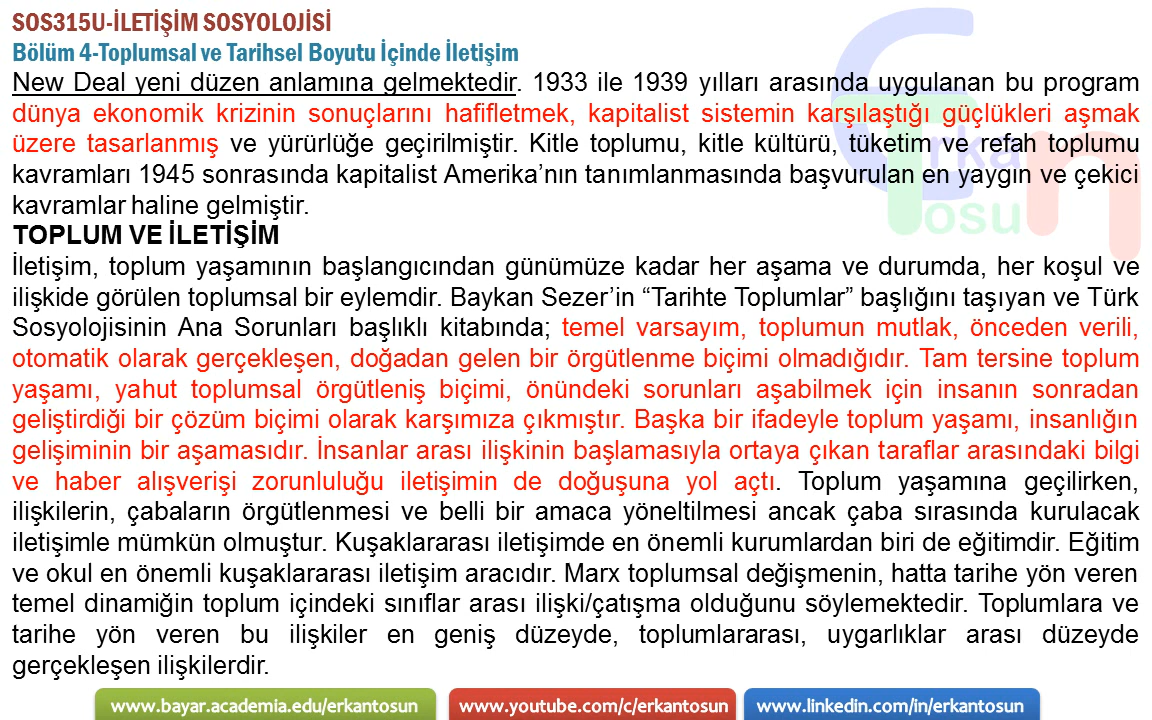 SOS315U-İLETİŞİM SOSYOLOJİSİ
Bölüm 4-Toplumsal ve Tarihsel Boyutu İçinde İletişim
New Deal yeni düzen anlamına gelmektedir. 1933 ile 1939 yılları arasında uygulanan bu program
dünya ekonomik krizinin sonuçlarını hafifletmek, kapitalist sistemin karşılaştığı güçlükleri aşmak
üzere tasarlanmış ve yürürlüğe geçirilmiştir. Kitle toplumu, kitle kültürü, tüketim ve refah toplumu
kavramları 1945 sonrasında kapitalist Amerika’nın tanımlanmasında başvurulan en yaygın ve çekici
kavramlar haline gelmiştir.
TOPLUM VE İLETİŞİM
İletişim, toplum yaşamının başlangıcından günümüze kadar her aşama ve durumda, her koşul ve
ilişkide görülen toplumsal bir eylemdir. Baykan Sezer’in “Tarihte Toplumlar” başlığını taşıyan ve Türk
Sosyolojisinin Ana Sorunları başlıklı kitabında; temel varsayım, toplumun mutlak, önceden verili,
otomatik olarak gerçekleşen, doğadan gelen bir örgütlenme biçimi olmadığıdır. Tam tersine toplum
yaşamı, yahut toplumsal örgütleniş biçimi, önündeki sorunları aşabilmek için insanın sonradan
geliştirdiği bir çözüm biçimi olarak karşımıza çıkmıştır. Başka bir ifadeyle toplum yaşamı, insanlığın
gelişiminin bir aşamasıdır. İnsanlar arası ilişkinin başlamasıyla ortaya çıkan taraflar arasındaki bilgi
ve haber alışverişi zorunluluğu iletişimin de doğuşuna yol açtı. Toplum yaşamına geçilirken,
ilişkilerin, çabaların örgütlenmesi ve belli bir amaca yöneltilmesi ancak çaba sırasında kurulacak
iletişimle mümkün olmuştur. Kuşaklararası iletişimde en önemli kurumlardan biri de eğitimdir. Eğitim
ve okul en önemli kuşaklararası iletişim aracıdır. Marx toplumsal değişmenin, hatta tarihe yön veren
temel dinamiğin toplum içindeki sınıflar arası ilişki/çatışma olduğunu söylemektedir. Toplumlara ve
tarihe yön veren bu ilişkiler en geniş düzeyde, toplumlararası, uygarlıklar arası düzeyde
gerçekleşen ilişkilerdir.
Erkan
Tosun
www.bayar.academia.edu/erkantosun
www.youtube.com/c/erkantosun
www.linkedin.com/in/erkantosun